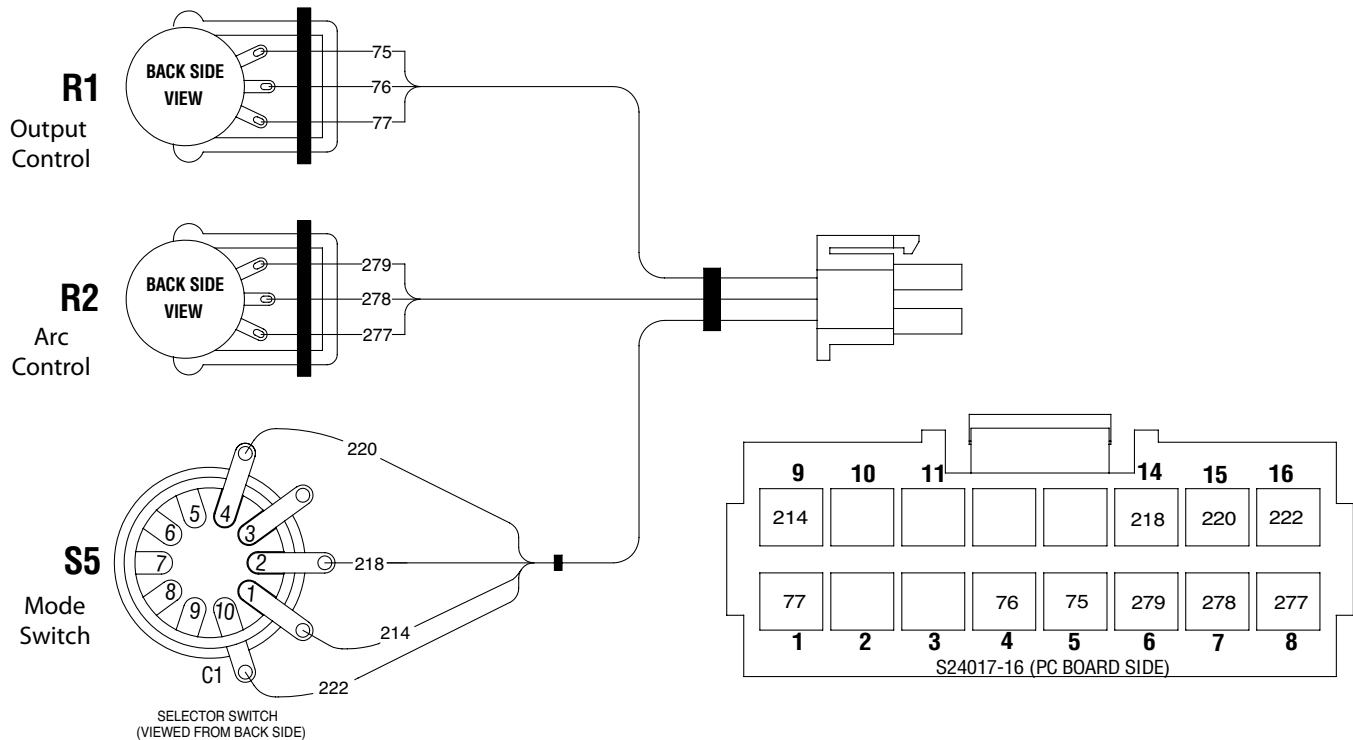 R1
Output
Control
BACK SIDE
VIEW
75
76
77
R2
Arc
Control
BACK SIDE
VIEW
279
278
277
S5
Mode
Switch
5
4
3
2
1
10
9
8
7
6
C1
220
218
214
222
SELECTOR SWITCH
(VIEWED FROM BACK SIDE)
9 10 11 14 15 16
214 218 220 222
77 76 75 279 278 277
1 2 3 4 5 6 7 8
S24017-16 (PC BOARD SIDE)